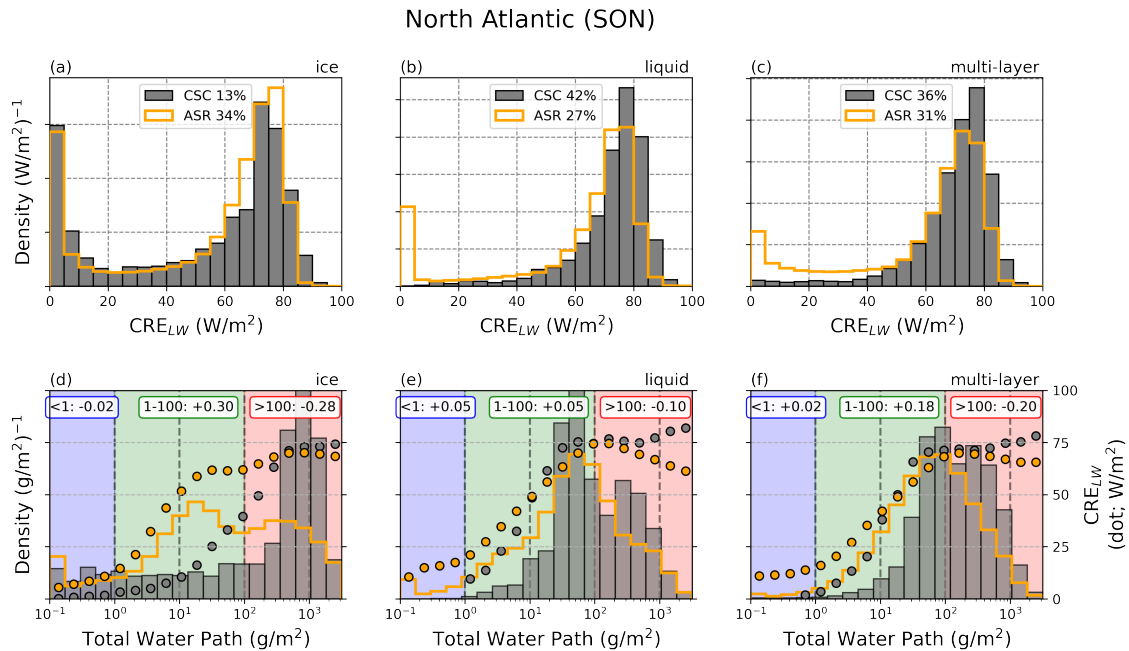 North Atlantic (SON)
(a) ice
CSC 13%
ASR 34%
Density (W/m²)⁻¹
0 20 40 60 80 100
CRE_LW (W/m²)
(b) liquid
CSC 42%
ASR 27%
0 20 40 60 80 100
CRE_LW (W/m²)
(c) multi-layer
CSC 36%
ASR 31%
0 20 40 60 80 100
CRE_LW (W/m²)
(d) ice
<1: -0.02 1-100: +0.30 >100: -0.28
Density (g/m²)⁻¹
10⁻¹ 10⁰ 10¹ 10² 10³
Total Water Path (g/m²)
(e) liquid
<1: +0.05 1-100: +0.05 >100: -0.10
10⁻¹ 10⁰ 10¹ 10² 10³
Total Water Path (g/m²)
(f) multi-layer
<1: +0.02 1-100: +0.18 >100: -0.20
10⁻¹ 10⁰ 10¹ 10² 10³
Total Water Path (g/m²)
100
75
50
25
0
CRE_LW
(dot; W/m²)